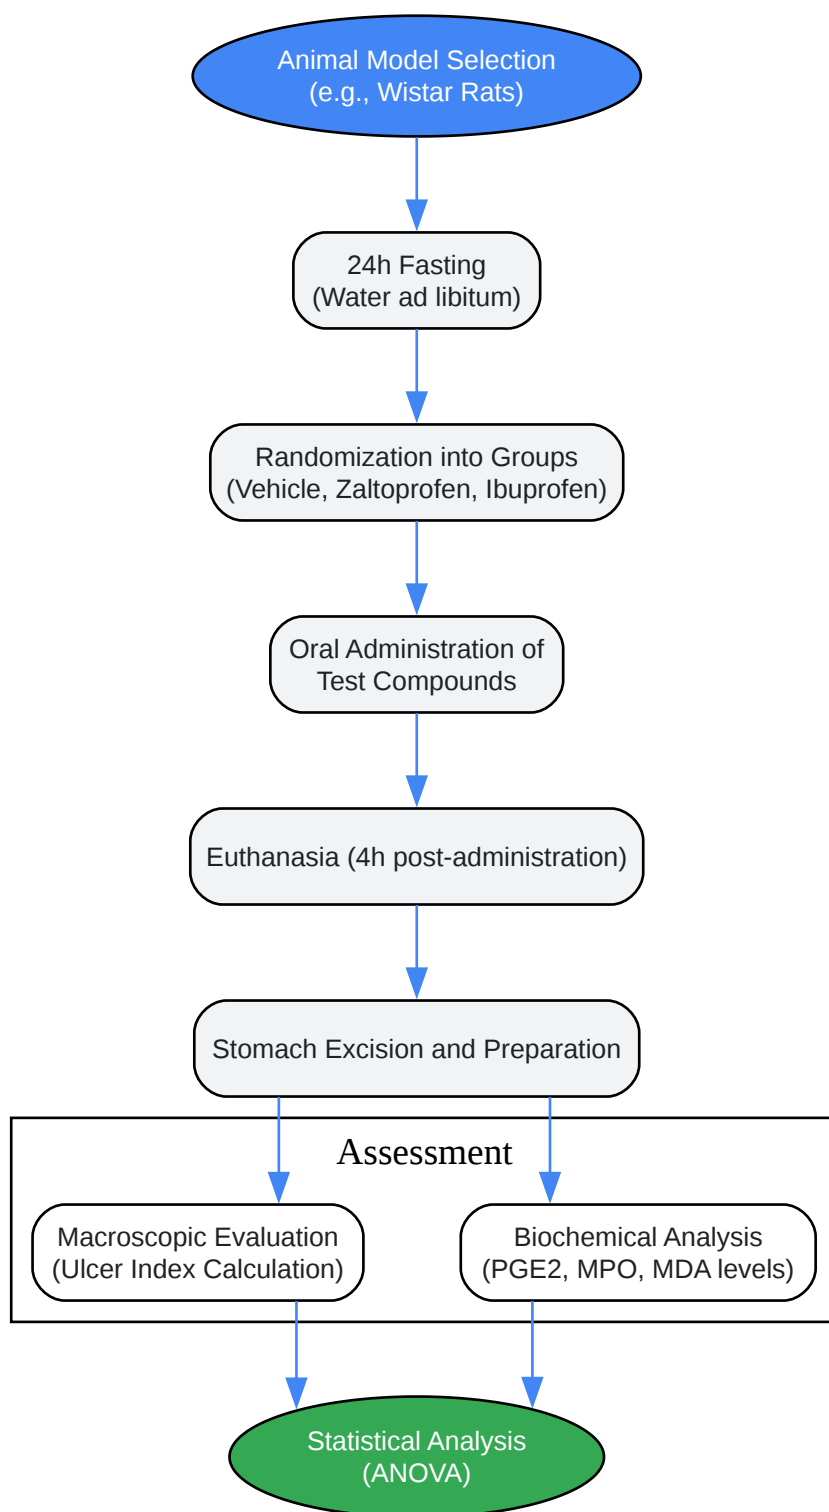 Animal Model Selection
(e.g., Wistar Rats)
24h Fasting
(Water ad libitum)
Randomization into Groups
(Vehicle, Zaltoprofen, Ibuprofen)
Oral Administration of
Test Compounds
Euthanasia (4h post-administration)
Stomach Excision and Preparation
Assessment
Macroscopic Evaluation
(Ulcer Index Calculation)
Biochemical Analysis
(PGE2, MPO, MDA levels)
Statistical Analysis
(ANOVA)